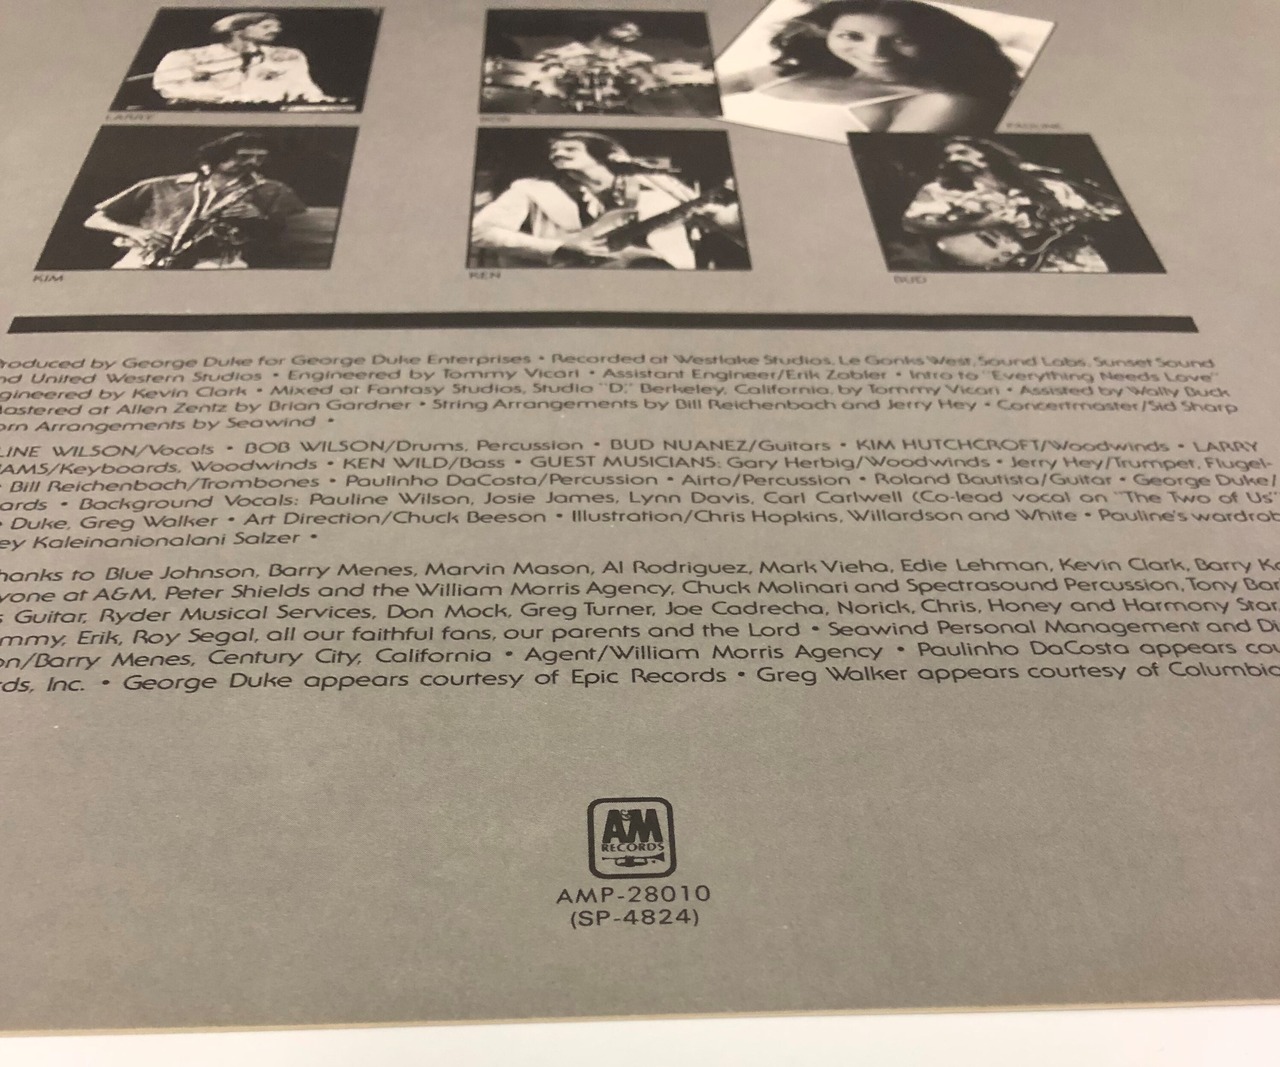 LARRY
BOB
PAULINE
KIM
KEN
BUD
roduced by George Duke for George Duke Enterprises • Recorded at Westlake Studios, Le Gonks West, Sound Labs, Sunset Sound
nd United Western Studios • Engineered by Tommy Vicari • Assistant Engineer/Erik Zobler • Intro to "Everything Needs Love"
gineered by Kevin Clark • Mixed at Fantasy Studios, Studio "D," Berkeley, California, by Tommy Vicari • Assisted by Wally Buck
astered at Allen Zentz by Brian Gardner • String Arrangements by Bill Reichenbach and Jerry Hey • Concertmaster/Sid Sharp
orn Arrangements by Seawind •
LINE WILSON/Vocals • BOB WILSON/Drums, Percussion • BUD NUANEZ/Guitars • KIM HUTCHCROFT/Woodwinds • LARRY
IAMS/Keyboards, Woodwinds • KEN WILD/Bass • GUEST MUSICIANS: Gary Herbig/Woodwinds • Jerry Hey/Trumpet, Flugel-
• Bill Reichenbach/Trombones • Paulinho DaCosta/Percussion • Airto/Percussion • Roland Bautista/Guitar • George Duke/
ards • Background Vocals: Pauline Wilson, Josie James, Lynn Davis, Carl Carlwell (Co-lead vocal on "The Two of Us"
• Duke, Greg Walker • Art Direction/Chuck Beeson • Illustration/Chris Hopkins, Willardson and White • Pauline's wardrob
ey Kaleinanionalani Salzer •
hanks to Blue Johnson, Barry Menes, Marvin Mason, Al Rodriguez, Mark Vieha, Edie Lehman, Kevin Clark, Barry Ko
yone at A&M, Peter Shields and the William Morris Agency, Chuck Molinari and Spectrasound Percussion, Tony Bar
s Guitar, Ryder Musical Services, Don Mock, Greg Turner, Joe Cadrecha, Norick, Chris, Honey and Harmony Star,
mmy, Erik, Roy Segal, all our faithful fans, our parents and the Lord • Seawind Personal Management and Di
on/Barry Menes, Century City, California • Agent/William Morris Agency • Paulinho DaCosta appears cou
ds, Inc. • George Duke appears courtesy of Epic Records • Greg Walker appears courtesy of Columbia
A&M
RECORDS
AMP-28010
(SP-4824)